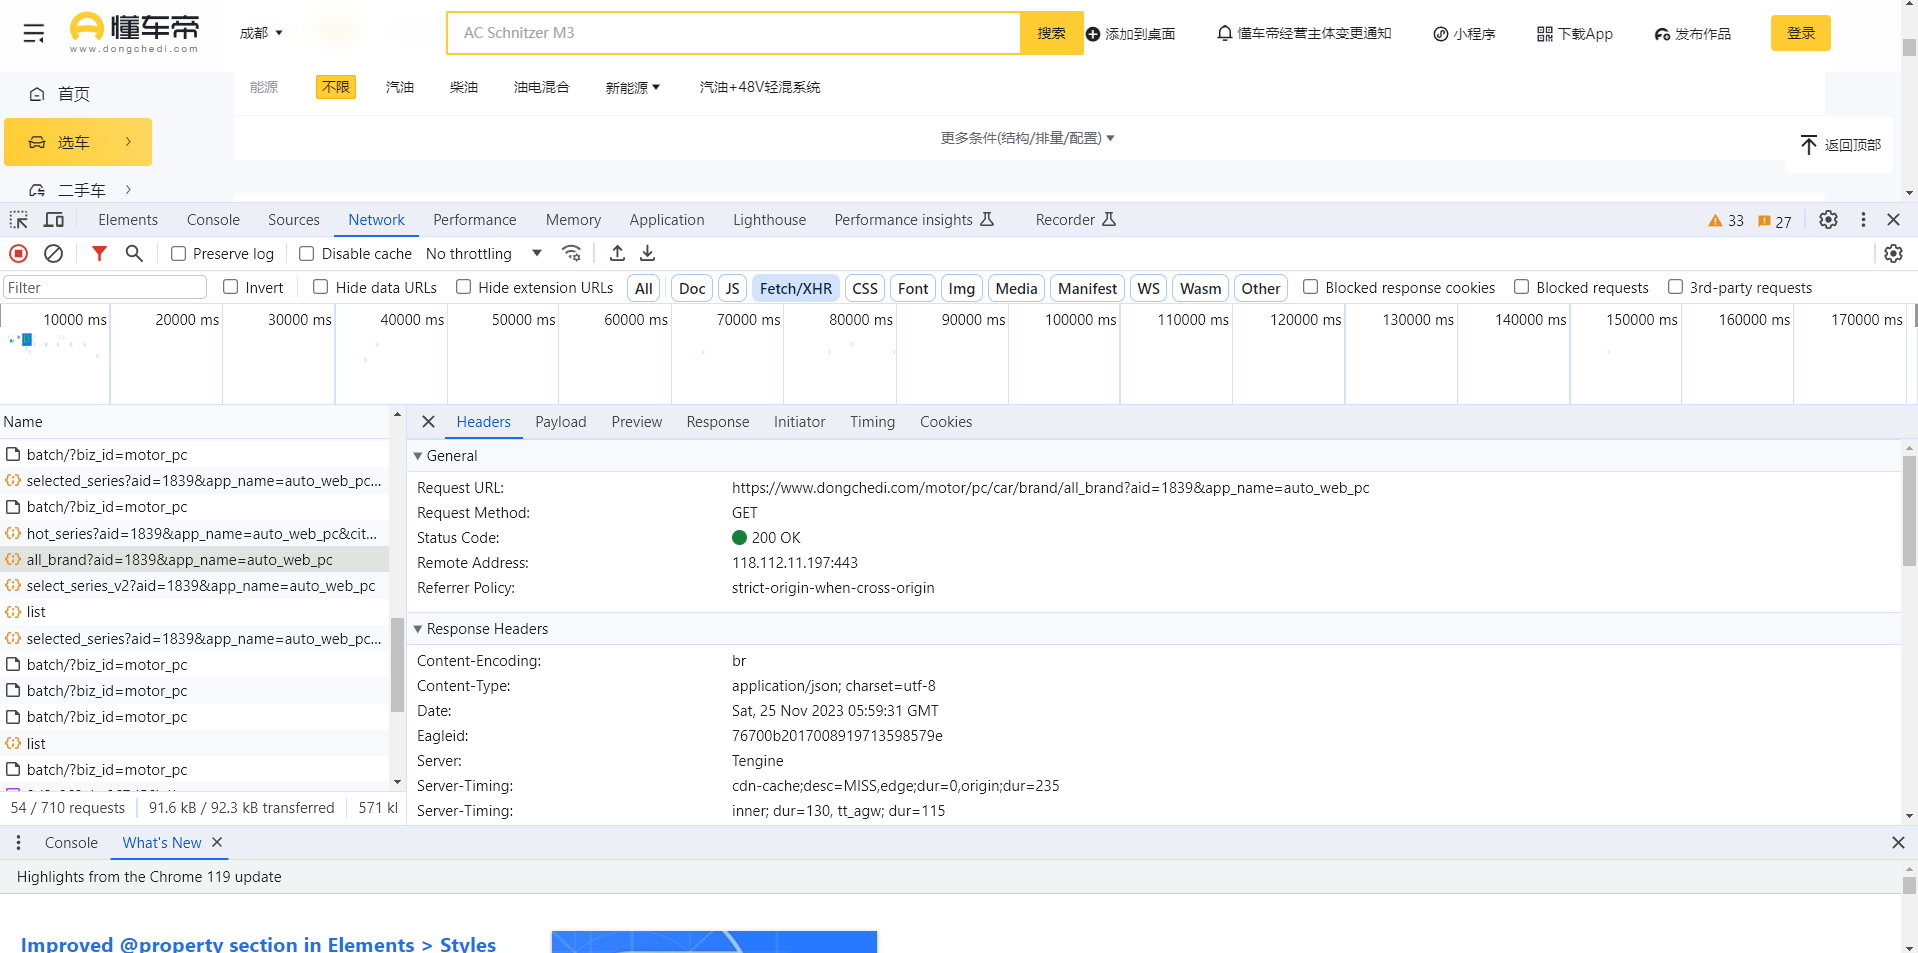 懂车帝
www.dongchedi.com
成都
AC Schnitzer M3
搜索
添加到桌面
懂车帝经营主体变更通知
小程序
下载App
发布作品
登录
首页
能源 不限 汽油 柴油 油电混合 新能源 汽油+48V轻混系统
选车
更多条件(结构/排量/配置)
返回顶部
二手车
Elements Console Sources Network Performance Memory Application Lighthouse Performance insights Recorder 33 27
Preserve log Disable cache No throttling
Filter Invert Hide data URLs Hide extension URLs All Doc JS Fetch/XHR CSS Font Img Media Manifest WS Wasm Other Blocked response cookies Blocked requests 3rd-party requests
10000 ms 20000 ms 30000 ms 40000 ms 50000 ms 60000 ms 70000 ms 80000 ms 90000 ms 100000 ms 110000 ms 120000 ms 130000 ms 140000 ms 150000 ms 160000 ms 170000 ms
Name
batch/?biz_id=motor_pc
selected_series?aid=1839&app_name=auto_web_pc...
batch/?biz_id=motor_pc
hot_series?aid=1839&app_name=auto_web_pc&cit...
all_brand?aid=1839&app_name=auto_web_pc
select_series_v2?aid=1839&app_name=auto_web_pc
list
selected_series?aid=1839&app_name=auto_web_pc...
batch/?biz_id=motor_pc
batch/?biz_id=motor_pc
batch/?biz_id=motor_pc
list
batch/?biz_id=motor_pc
54 / 710 requests 91.6 kB / 92.3 kB transferred 571 kl
Headers Payload Preview Response Initiator Timing Cookies
General
Request URL: https://www.dongchedi.com/motor/pc/car/brand/all_brand?aid=1839&app_name=auto_web_pc
Request Method: GET
Status Code: 200 OK
Remote Address: 118.112.11.197:443
Referrer Policy: strict-origin-when-cross-origin
Response Headers
Content-Encoding: br
Content-Type: application/json; charset=utf-8
Date: Sat, 25 Nov 2023 05:59:31 GMT
Eagleid: 76700b2017008919713598579e
Server: Tengine
Server-Timing: cdn-cache;desc=MISS,edge;dur=0,origin;dur=235
Server-Timing: inner; dur=130, tt_agw; dur=115
Console What's New
Highlights from the Chrome 119 update
Improved @property section in Elements > Styles